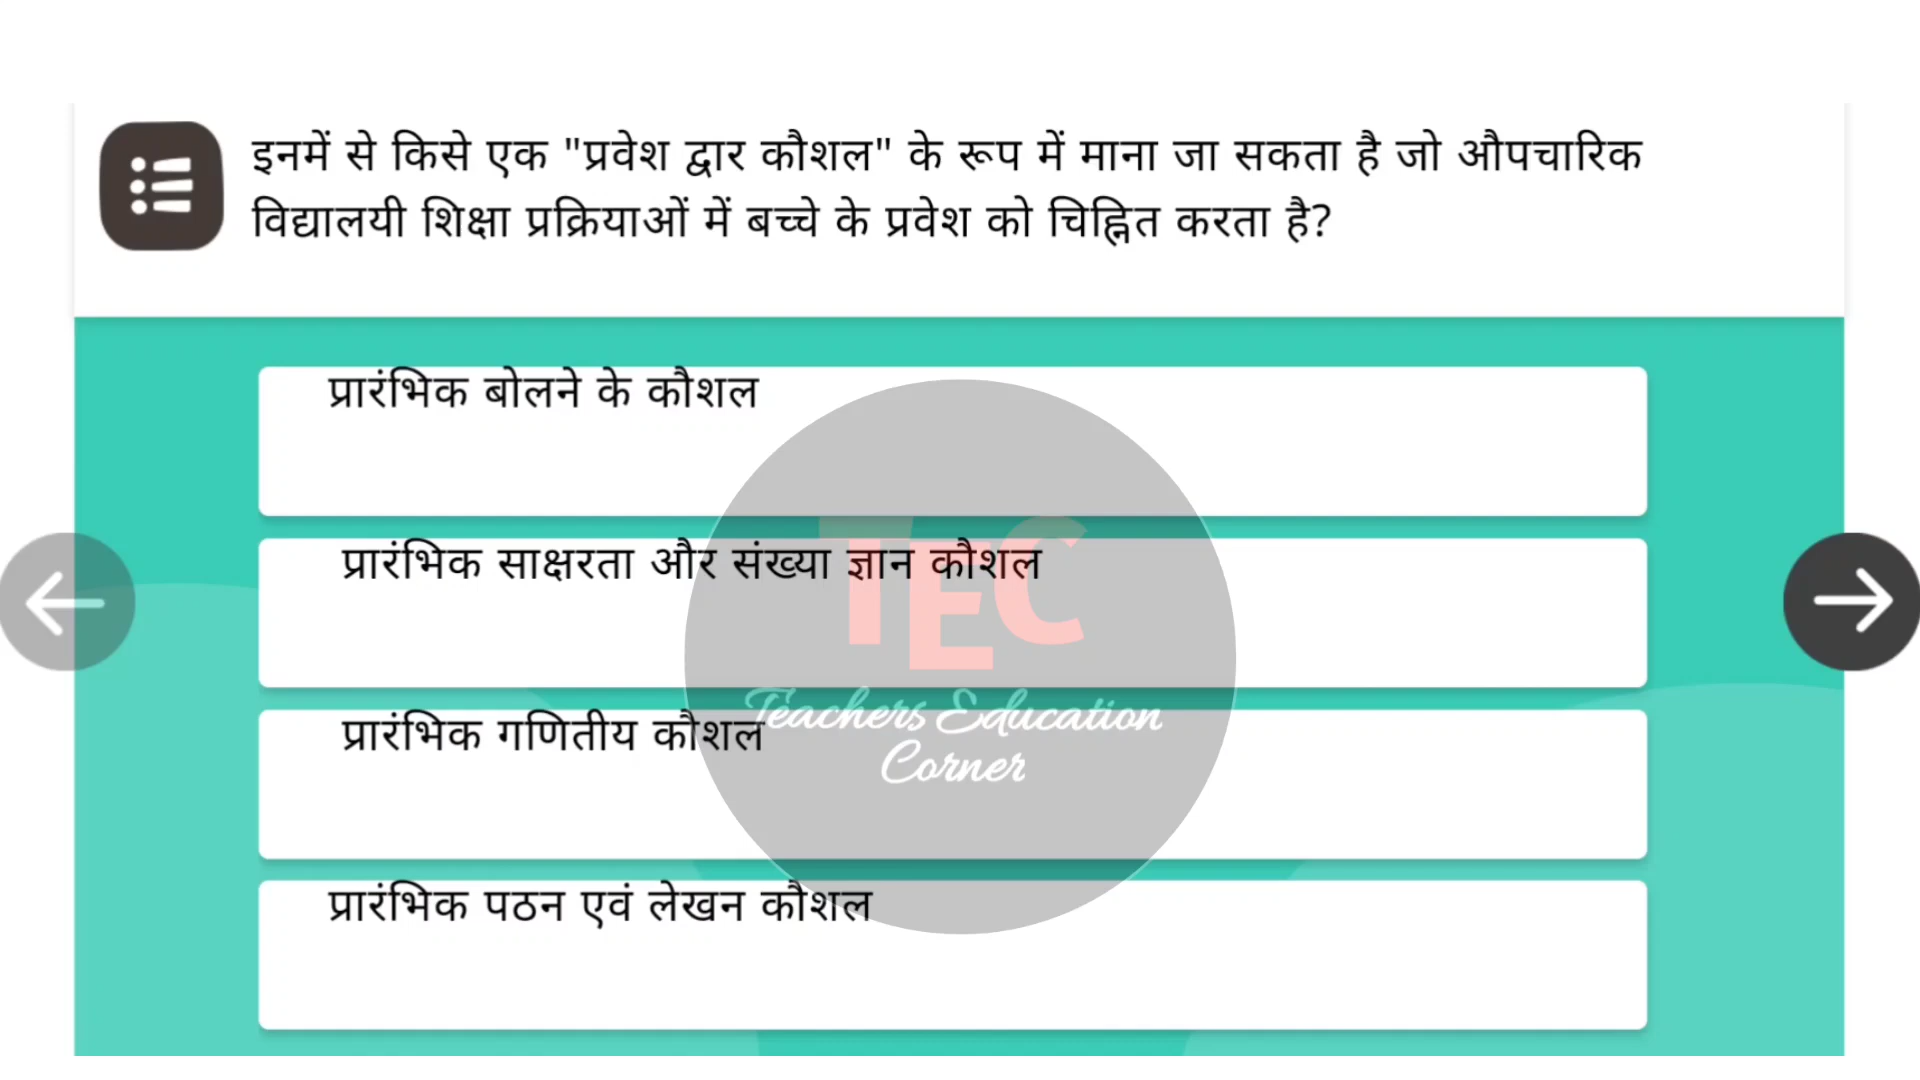 इनमें से किसे एक "प्रवेश द्वार कौशल" के रूप में माना जा सकता है जो औपचारिक
विद्यालयी शिक्षा प्रक्रियाओं में बच्चे के प्रवेश को चिह्नित करता है?
प्रारंभिक बोलने के कौशल
प्रारंभिक साक्षरता और संख्या ज्ञान कौशल
TEC
प्रारंभिक गणितीय कौशल
Teachers Education
Corner
प्रारंभिक पठन एवं लेखन कौशल